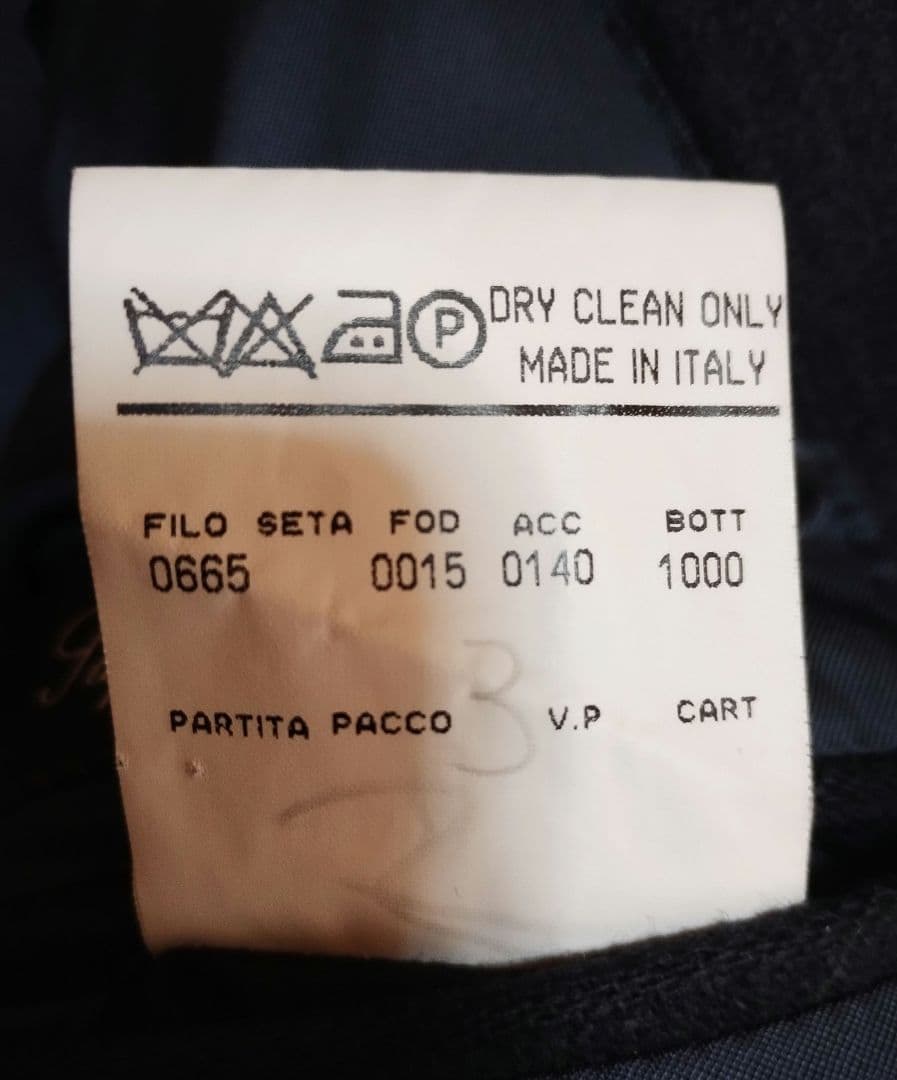 P DRY CLEAN ONLY
MADE IN ITALY
FILO SETA FOD ACC BOTT
0665 0015 0140 1000
3
PARTITA PACCO V.P CART